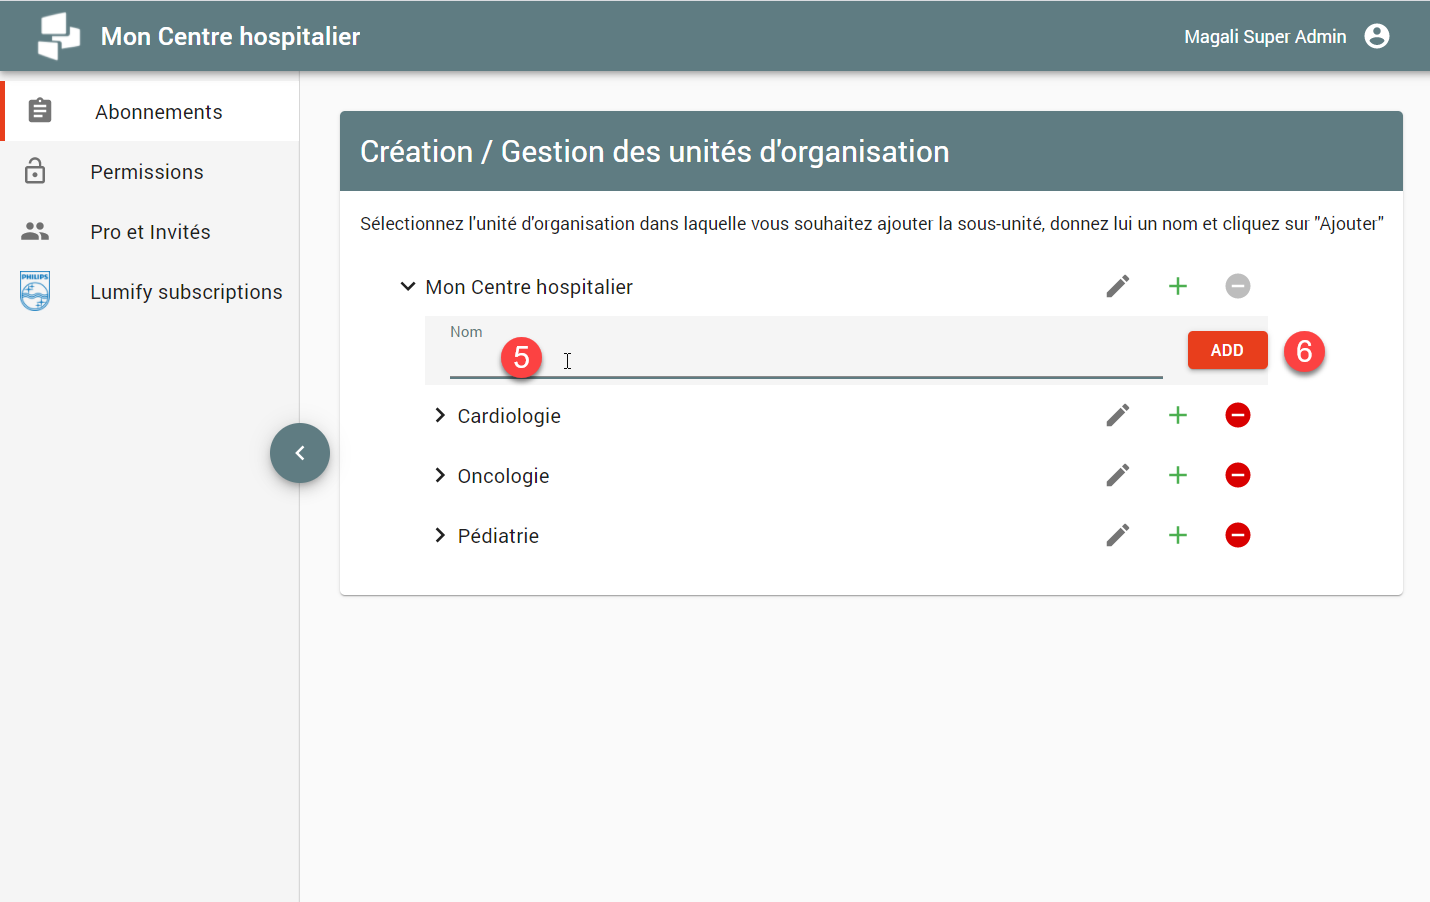 Mon Centre hospitalier
Magali Super Admin
Abonnements
Permissions
Pro et Invités
PHILIPS
Lumify subscriptions
Création / Gestion des unités d'organisation
Sélectionnez l'unité d'organisation dans laquelle vous souhaitez ajouter la sous-unité, donnez lui un nom et cliquez sur "Ajouter"
Mon Centre hospitalier
Nom
5
ADD
6
Cardiologie
Oncologie
Pédiatrie